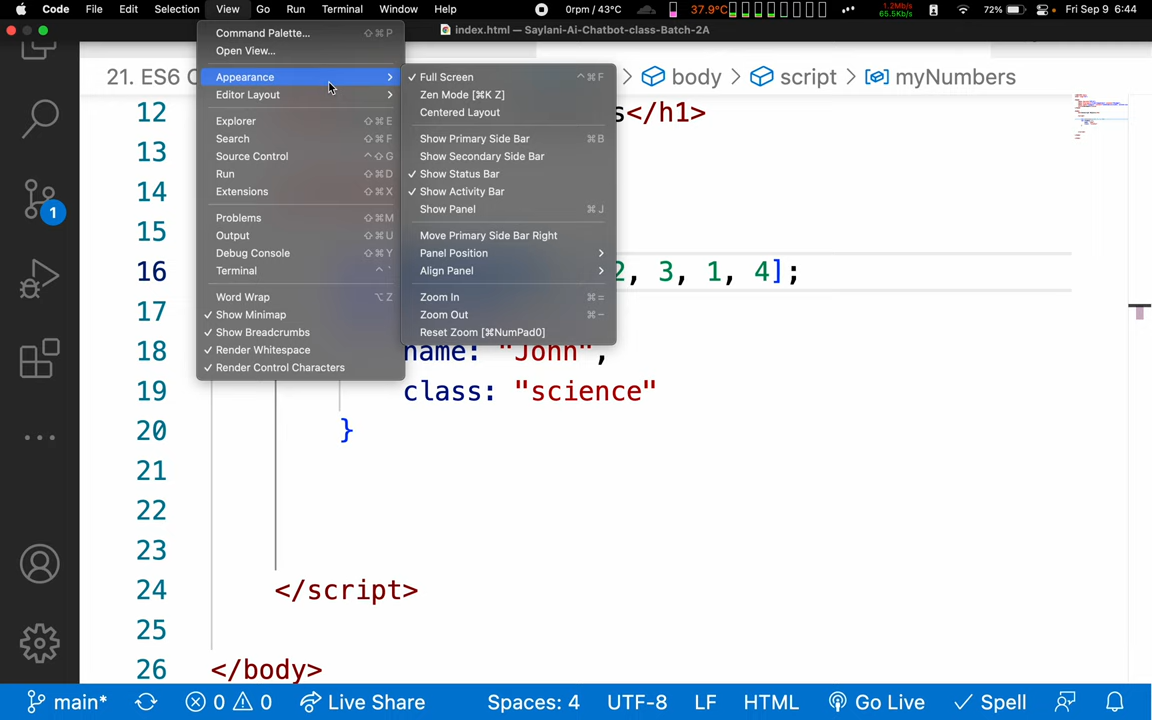 Code File Edit Selection View Go Run Terminal Window Help 0rpm / 43°C 37.9°C 1.2Mb/s 65.5Kb/s 72% Fri Sep 9 6:44
index.html — Saylani-Ai-Chatbot-class-Batch-2A
21. ES6 C > body > script > myNumbers
Command Palette... ⇧⌘P
Open View...
Appearance >
Editor Layout >
Explorer ⇧⌘E
Search ⇧⌘F
Source Control ^⇧G
Run ⇧⌘D
Extensions ⇧⌘X
Problems ⇧⌘M
Output ⇧⌘U
Debug Console ⇧⌘Y
Terminal ^`
Word Wrap ⌥Z
✓ Show Minimap
✓ Show Breadcrumbs
✓ Render Whitespace
✓ Render Control Characters
✓ Full Screen ^⌘F
Zen Mode [⌘K Z]
Centered Layout
Show Primary Side Bar ⌘B
Show Secondary Side Bar
✓ Show Status Bar
✓ Show Activity Bar
Show Panel ⌘J
Move Primary Side Bar Right
Panel Position >
Align Panel >
Zoom In ⌘=
Zoom Out ⌘−
Reset Zoom [⌘NumPad0]
12 s</h1>
13
14
15
16 2, 3, 1, 4];
17
18 name: "John",
19 class: "science"
20 }
21
22
23
24 </script>
25
26 </body>
1
main* 0 0 Live Share Spaces: 4 UTF-8 LF HTML Go Live ✓ Spell